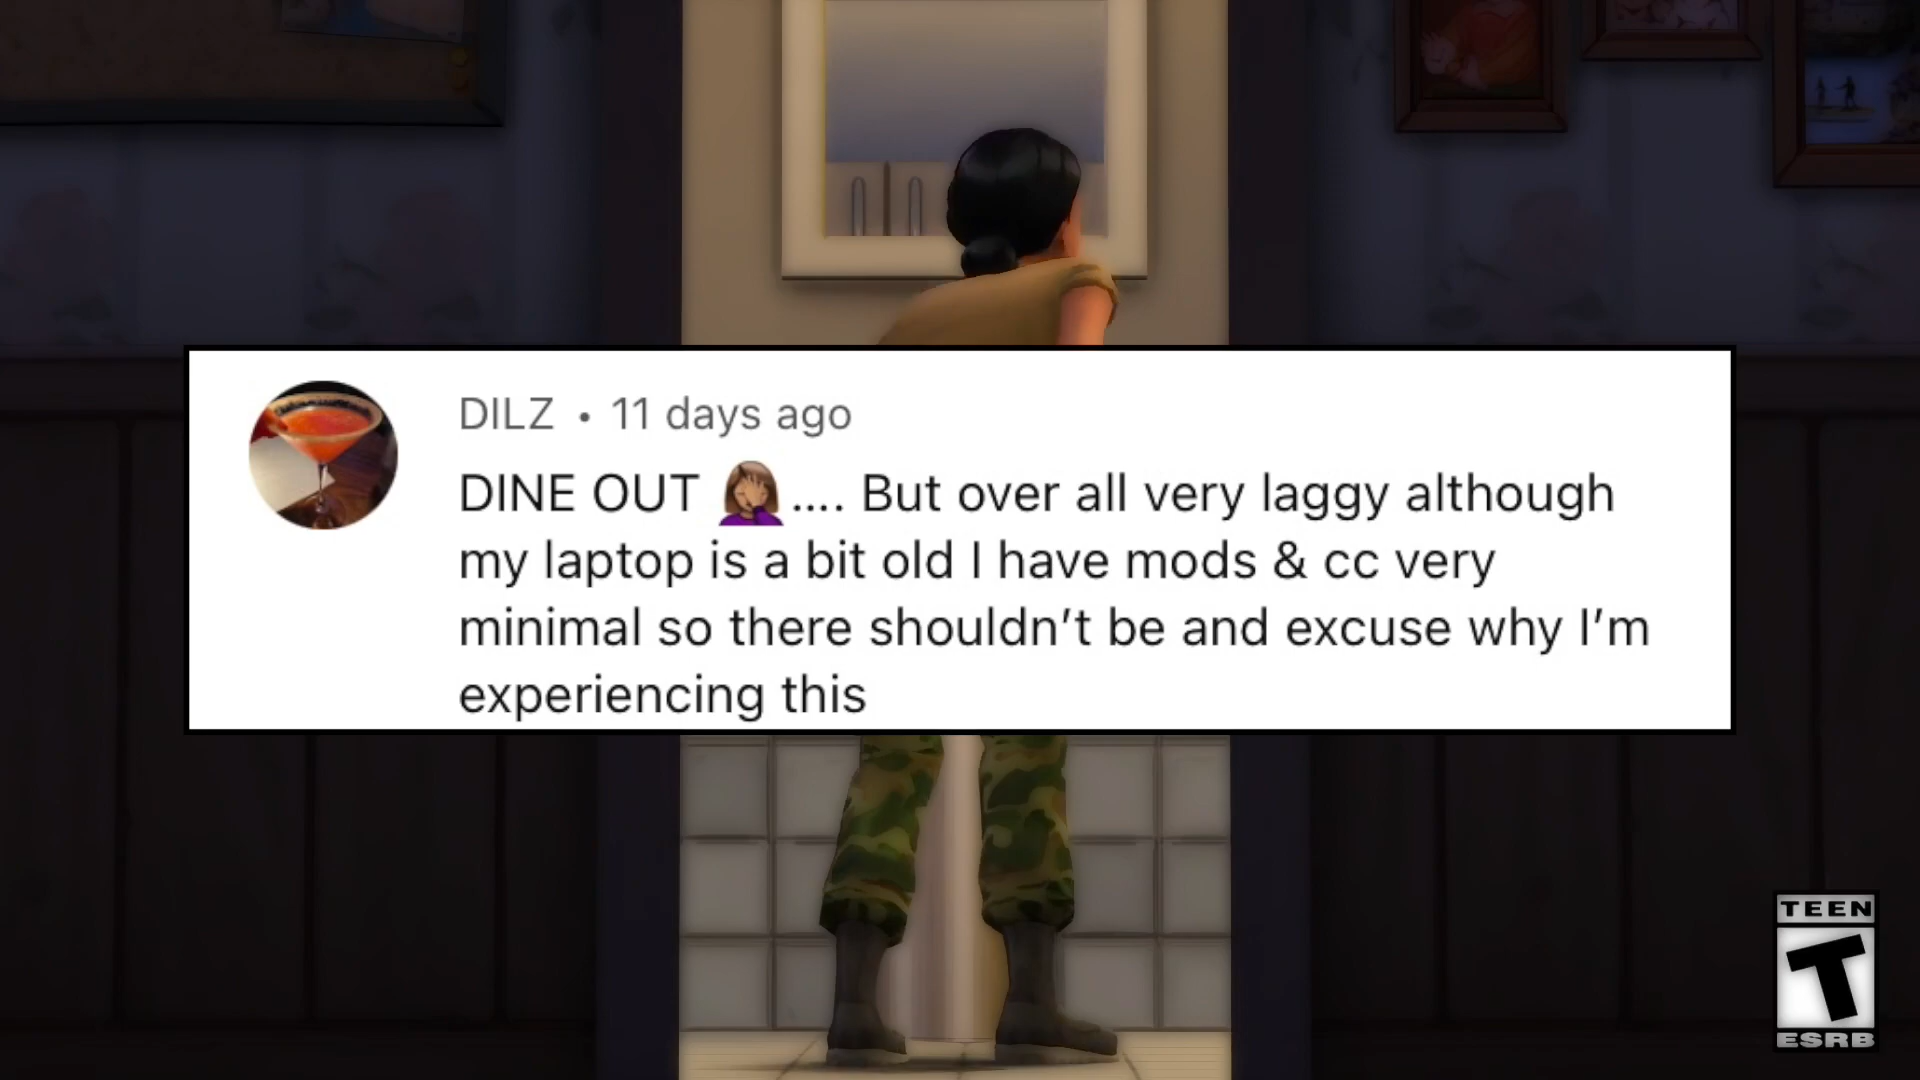 DILZ • 11 days ago
DINE OUT 🤦🏽‍♀️.... But over all very laggy although
my laptop is a bit old I have mods & cc very
minimal so there shouldn’t be and excuse why I’m
experiencing this
TEEN
T
ESRB